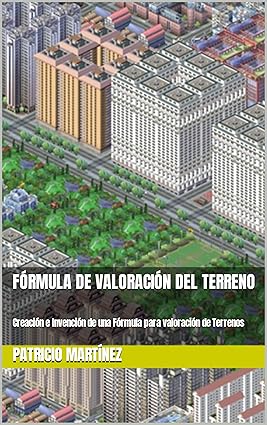 FÓRMULA DE VALORACIÓN DEL TERRENO
Creación e Invención de una Fórmula para valoración de Terrenos
PATRICIO MARTÍNEZ